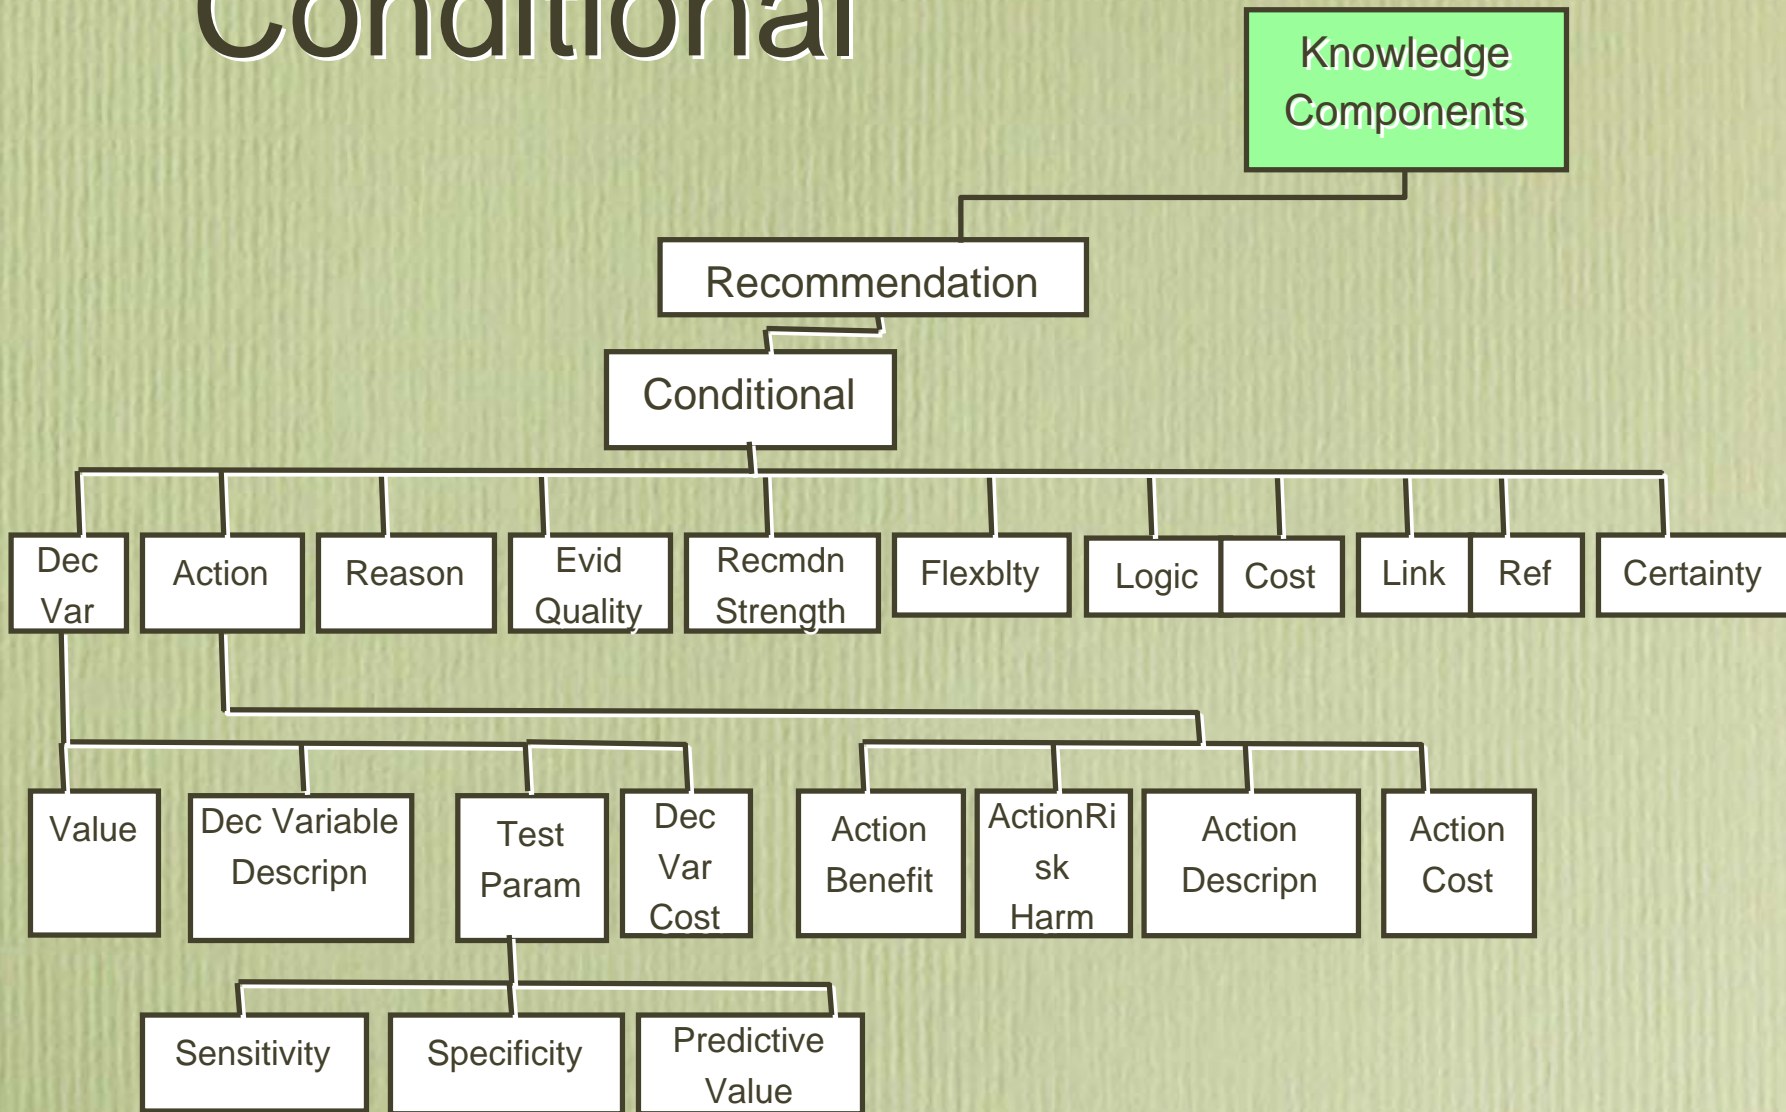 Conditional
Knowledge
Components
Recommendation
Conditional
Dec
Var
Action
Reason
Evid
Quality
Recmdn
Strength
Flexblty
Logic
Cost
Link
Ref
Certainty
Value
Dec Variable
Descripn
Test
Param
Dec
Var
Cost
Action
Benefit
ActionRi
sk
Harm
Action
Descripn
Action
Cost
Sensitivity
Specificity
Predictive
Value